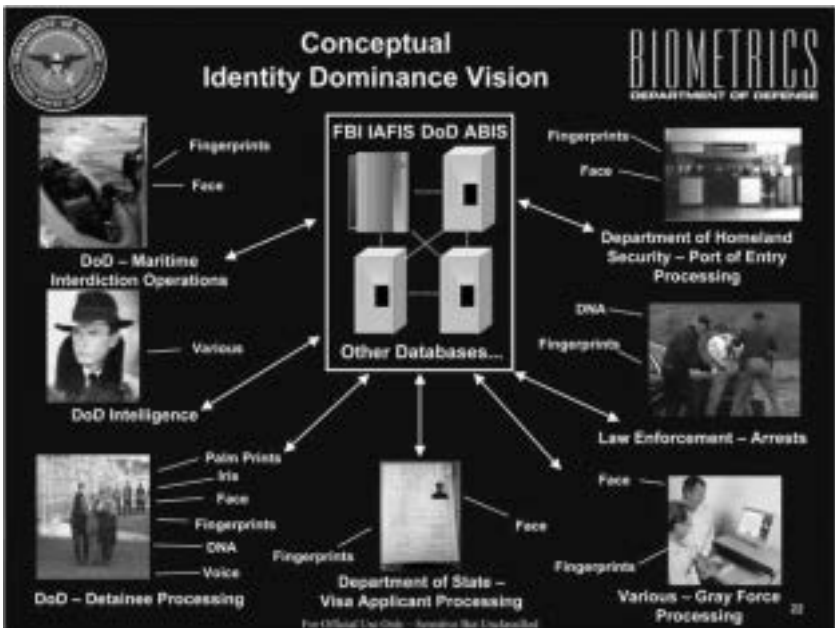 Conceptual
Identity Dominance Vision
BIOMETRICS
DEPARTMENT OF DEFENSE
FBI IAFIS DoD ABIS
Other Databases...
Fingerprints
Face
DoD – Maritime
Interdiction Operations
Various
DoD Intelligence
Palm Prints
Iris
Face
Fingerprints
DNA
Voice
DoD – Detainee Processing
Fingerprints
Face
Department of State –
Visa Applicant Processing
Fingerprints
Face
Department of Homeland
Security – Port of Entry
Processing
DNA
Fingerprints
Law Enforcement – Arrests
Face
Fingerprints
Various – Gray Force
Processing
22
For Official Use Only – Sensitive But Unclassified